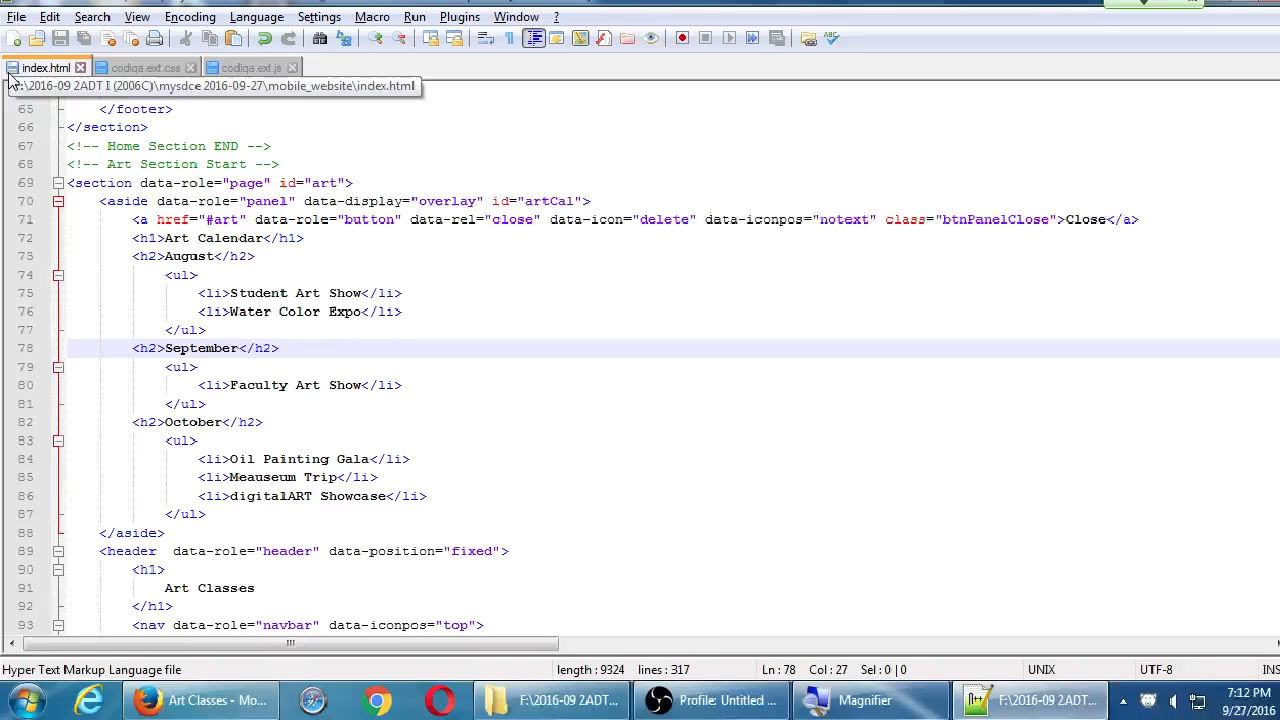 File Edit Search View Encoding Language Settings Macro Run Plugins Window ?
index.html codiqa.ext.css codiqa.ext.js
\2016-09 2ADT I (2006C)\mysdce 2016-09-27\mobile_website\index.html
65 </footer>
66 </section>
67 <!-- Home Section END -->
68 <!-- Art Section Start -->
69 <section data-role="page" id="art">
70 <aside data-role="panel" data-display="overlay" id="artCal">
71 <a href="#art" data-role="button" data-rel="close" data-icon="delete" data-iconpos="notext" class="btnPanelClose">Close</a>
72 <h1>Art Calendar</h1>
73 <h2>August</h2>
74 <ul>
75 <li>Student Art Show</li>
76 <li>Water Color Expo</li>
77 </ul>
78 <h2>September</h2>
79 <ul>
80 <li>Faculty Art Show</li>
81 </ul>
82 <h2>October</h2>
83 <ul>
84 <li>Oil Painting Gala</li>
85 <li>Meauseum Trip</li>
86 <li>digitalART Showcase</li>
87 </ul>
88 </aside>
89 <header data-role="header" data-position="fixed">
90 <h1>
91 Art Classes
92 </h1>
93 <nav data-role="navbar" data-iconpos="top">
Hyper Text Markup Language file length : 9324 lines : 317 Ln : 78 Col : 27 Sel : 0 | 0 UNIX UTF-8 INS
Art Classes - Mo... F:\2016-09 2ADT... Profile: Untitled ... Magnifier F:\2016-09 2ADT... 7:12 PM
9/27/2016